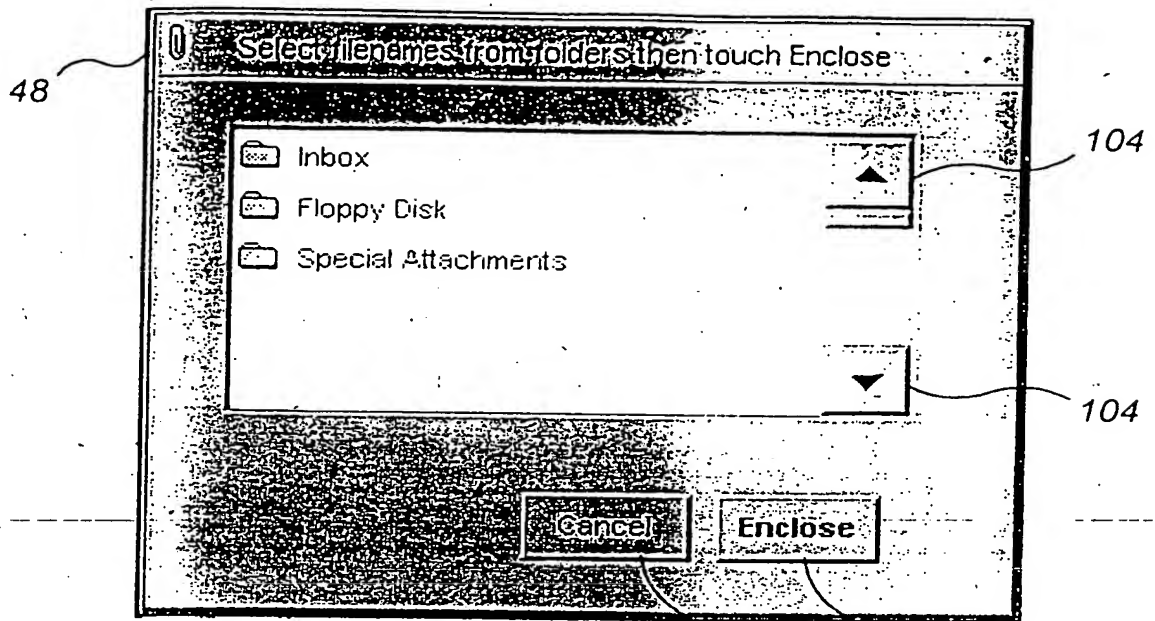 Select filenames from folders then touch Enclose
48
Inbox
104
Floppy Disk
Special Attachments
104
Cancel
Enclose